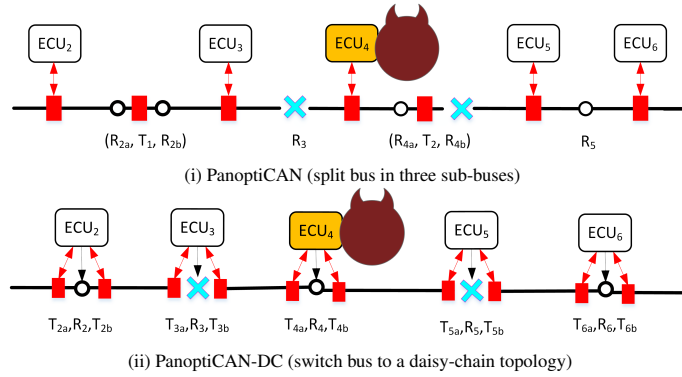 ECU2 ECU3 ECU4 ECU5 ECU6
(R2a, T1, R2b) R3 (R4a, T2, R4b) R5
(i) PanoptiCAN (split bus in three sub-buses)
ECU2 ECU3 ECU4 ECU5 ECU6
T2a,R2,T2b T3a,R3,T3b T4a,R4,T4b T5a,R5,T5b T6a,R6,T6b
(ii) PanoptiCAN-DC (switch bus to a daisy-chain topology)